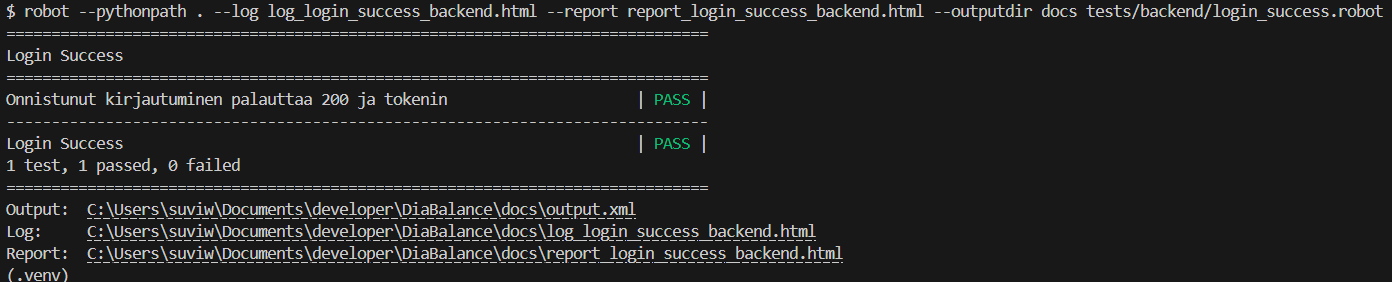 $ robot --pythonpath . --log log_login_success_backend.html --report report_login_success_backend.html --outputdir docs tests/backend/login_success.robot
==============================================================================
Login Success
==============================================================================
Onnistunut kirjautuminen palauttaa 200 ja tokenin                     | PASS |
------------------------------------------------------------------------------
Login Success                                                         | PASS |
1 test, 1 passed, 0 failed
==============================================================================
Output:  C:\Users\suviw\Documents\developer\DiaBalance\docs\output.xml
Log:     C:\Users\suviw\Documents\developer\DiaBalance\docs\log_login_success_backend.html
Report:  C:\Users\suviw\Documents\developer\DiaBalance\docs\report_login_success_backend.html
(.venv)